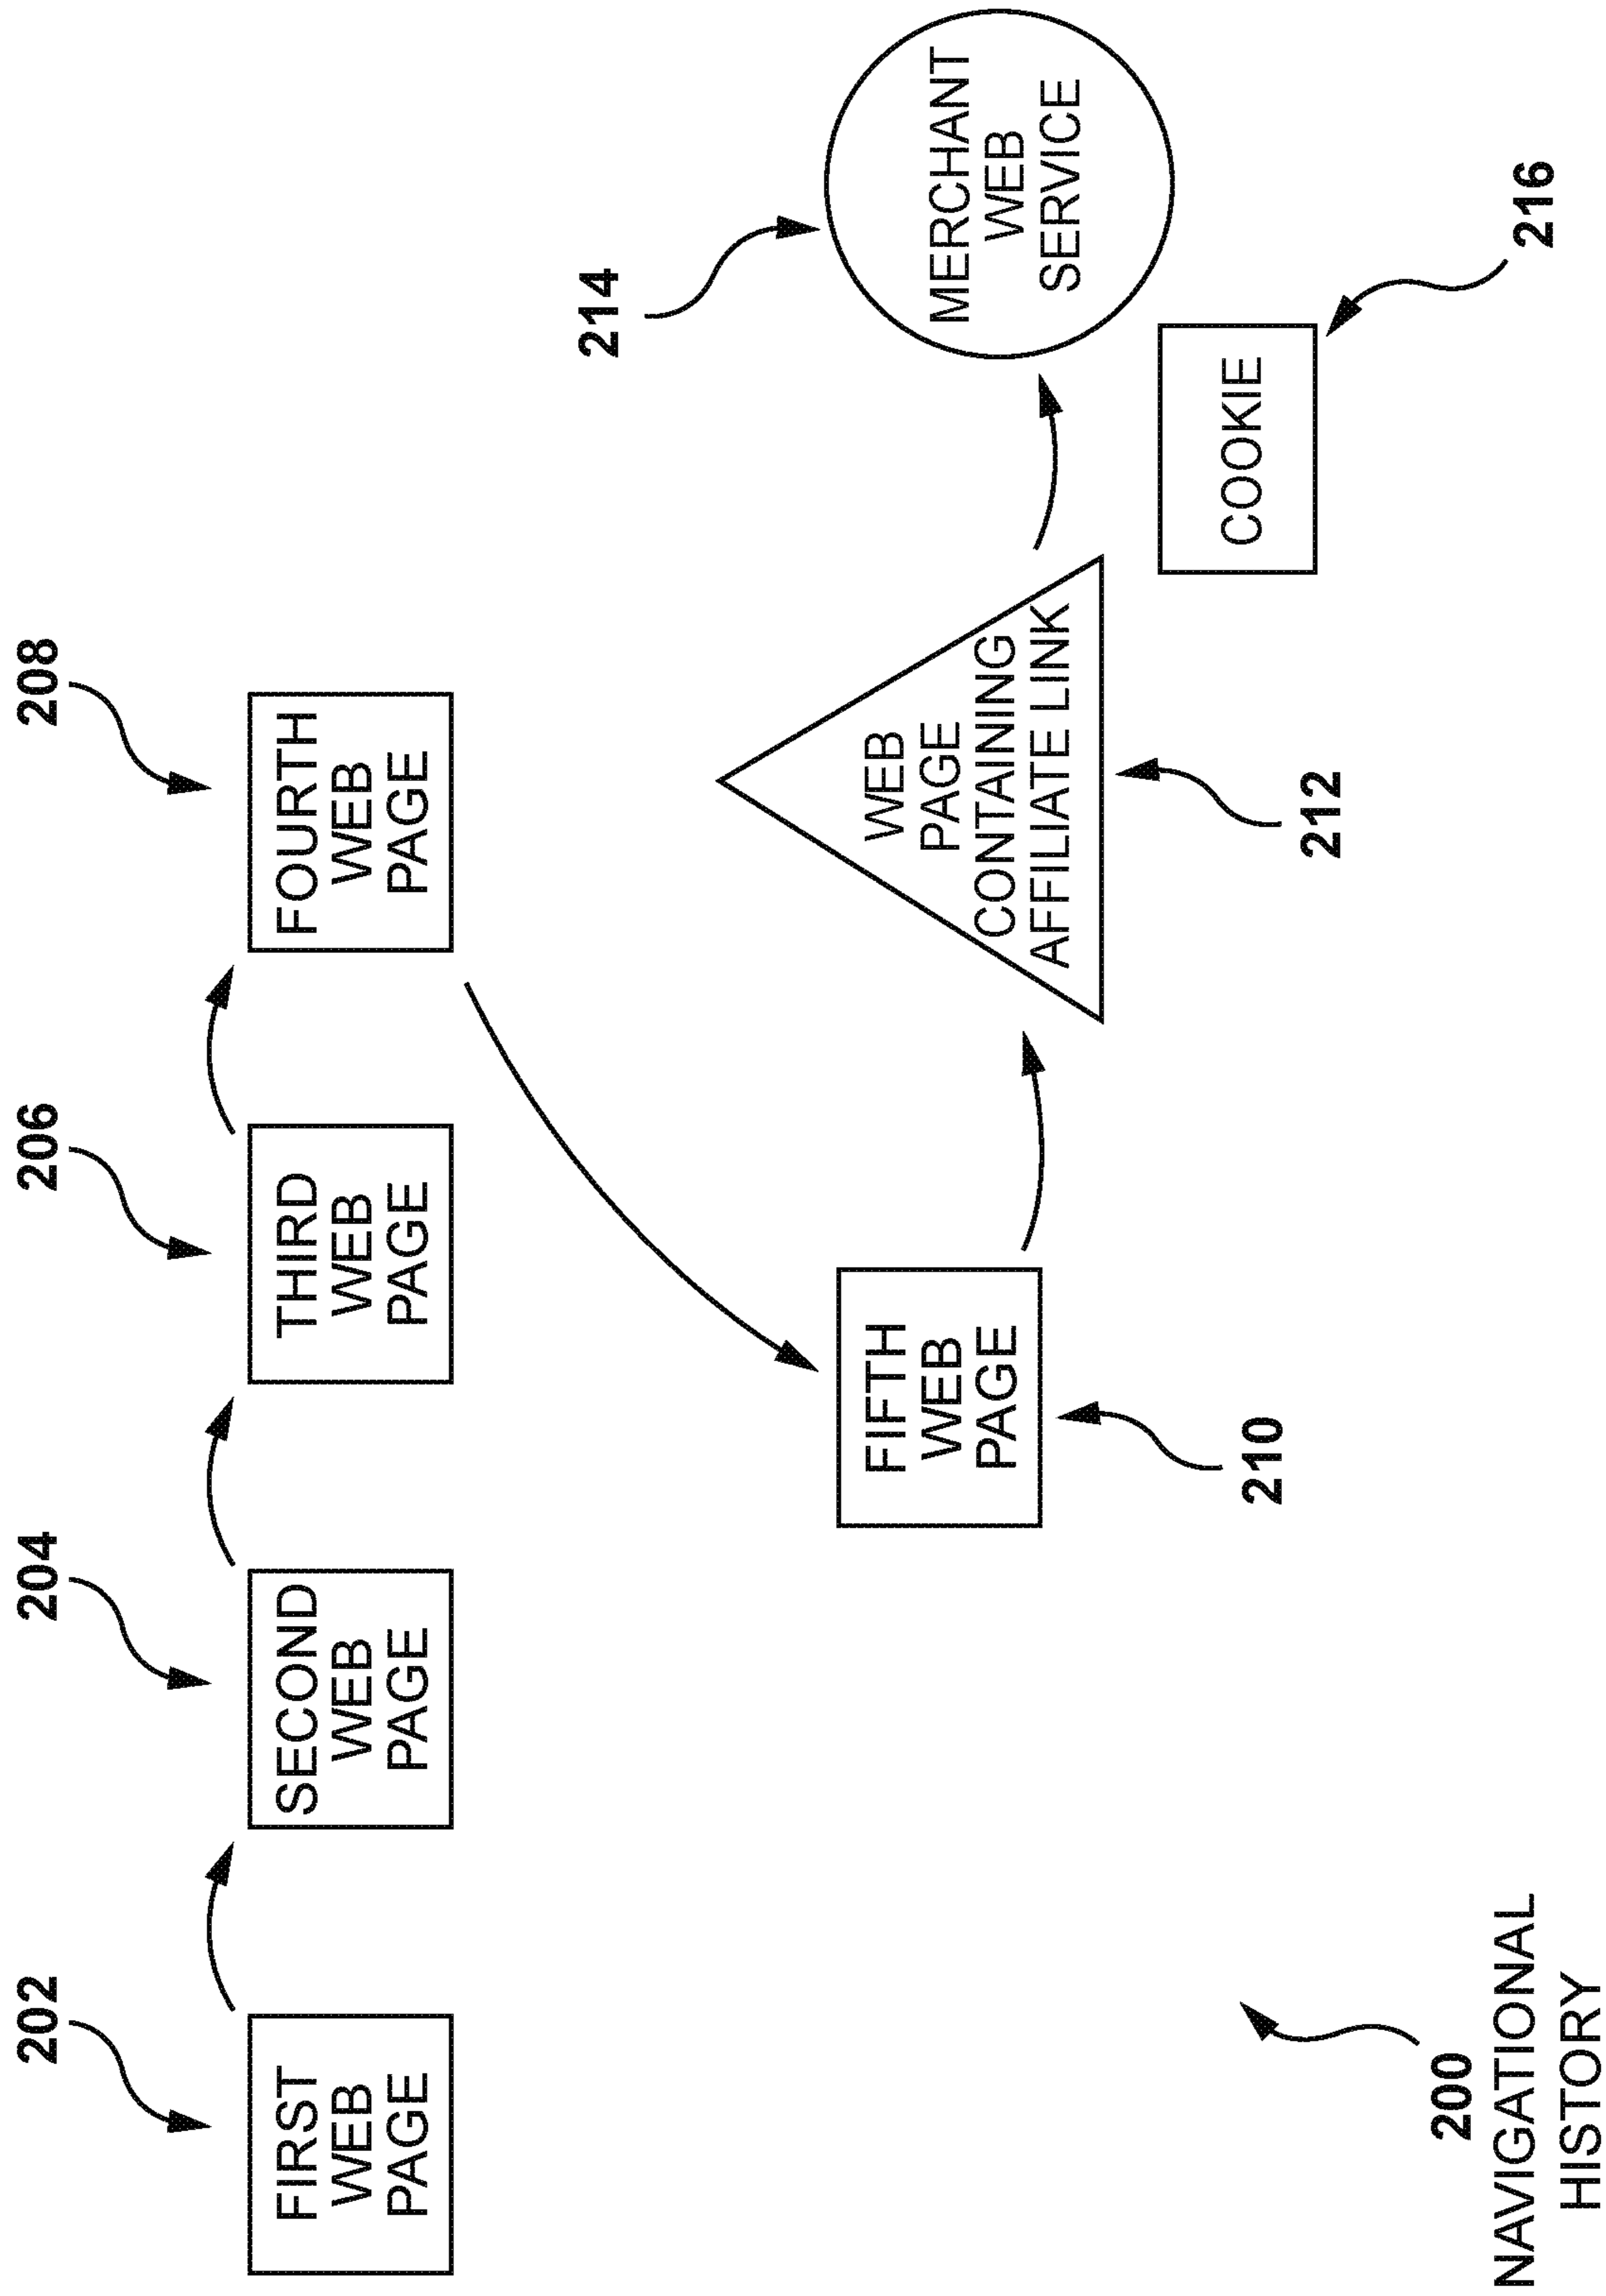 202
FIRST
WEB
PAGE
204
SECOND
WEB
PAGE
206
THIRD
WEB
PAGE
208
FOURTH
WEB
PAGE
210
FIFTH
WEB
PAGE
212
WEB
PAGE
CONTAINING
AFFILIATE LINK
214
MERCHANT
WEB
SERVICE
COOKIE
216
200
NAVIGATIONAL
HISTORY